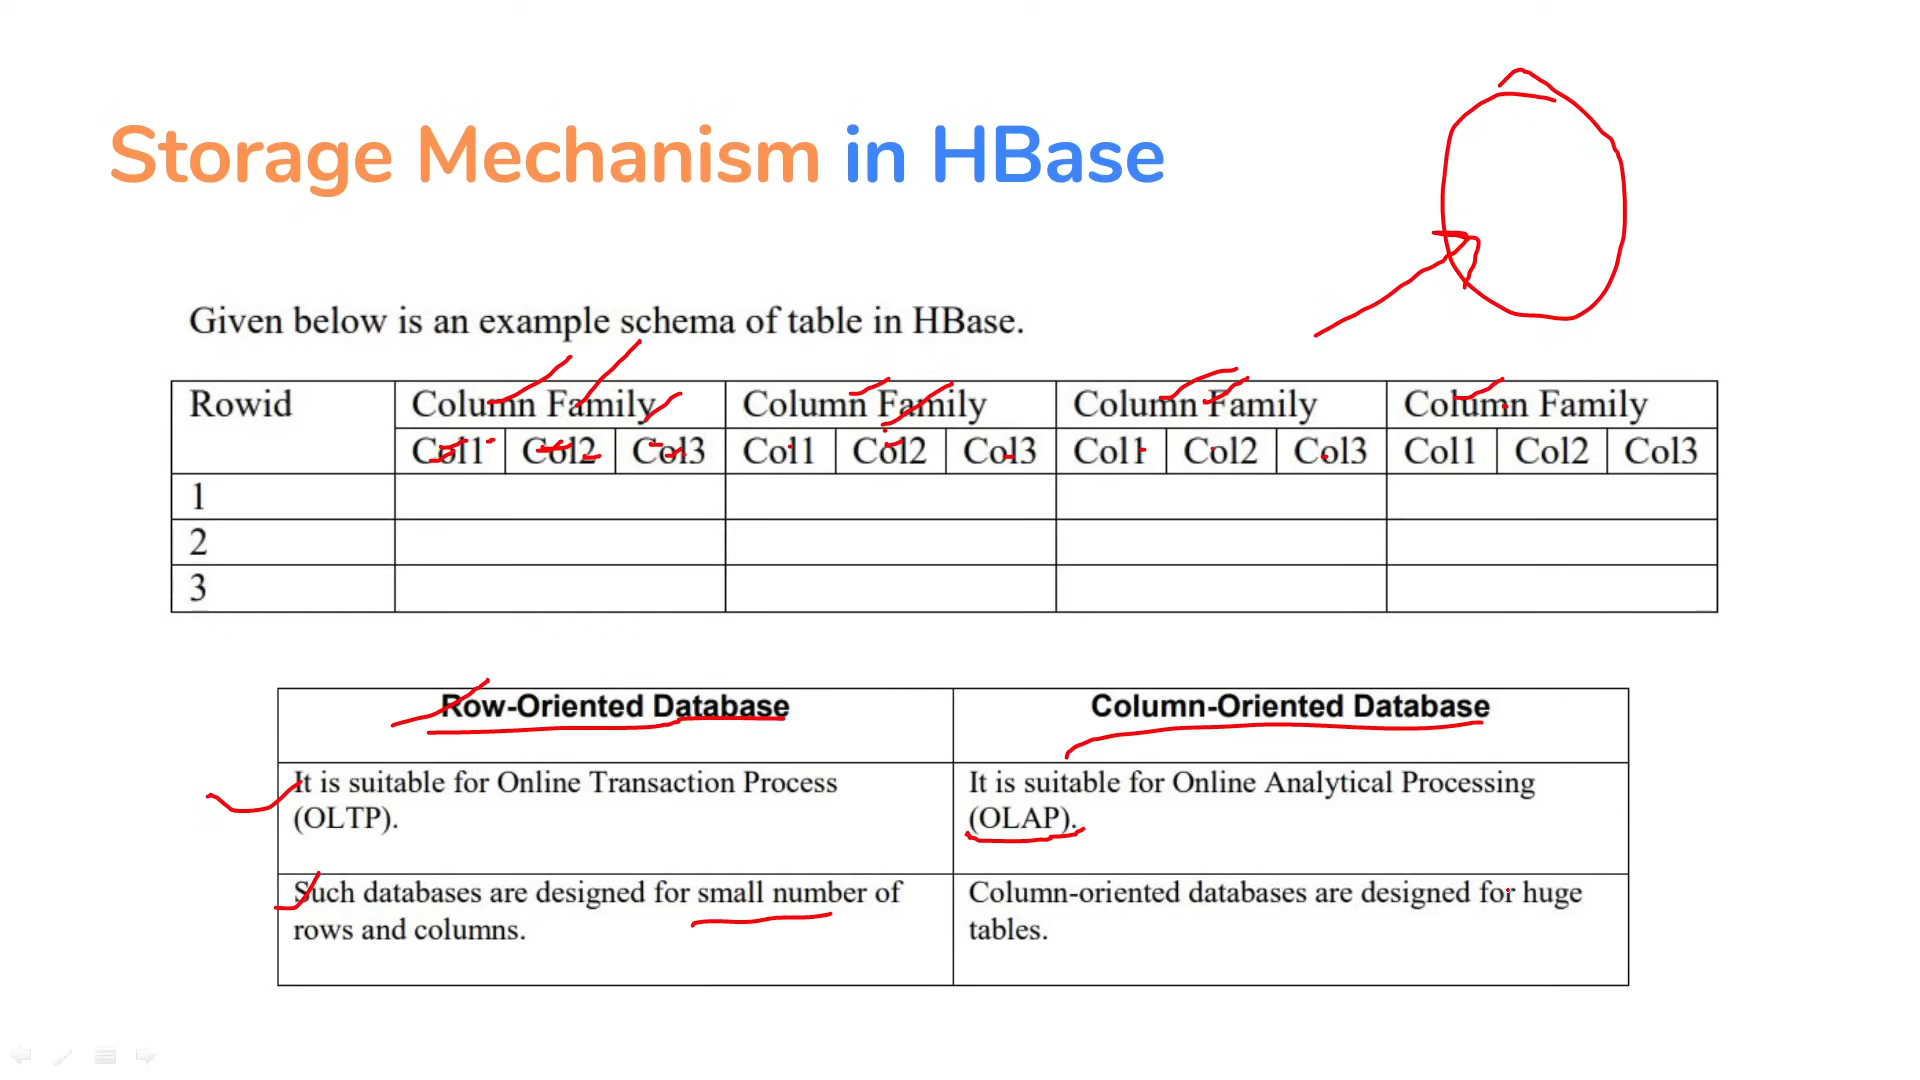 Storage Mechanism in HBase
Given below is an example schema of table in HBase.
Rowid Column Family Column Family Column Family Column Family
Col1 Col2 Col3 Col1 Col2 Col3 Col1 Col2 Col3 Col1 Col2 Col3
1
2
3
Row-Oriented Database Column-Oriented Database
It is suitable for Online Transaction Process
(OLTP).
It is suitable for Online Analytical Processing
(OLAP).
Such databases are designed for small number of
rows and columns.
Column-oriented databases are designed for huge
tables.